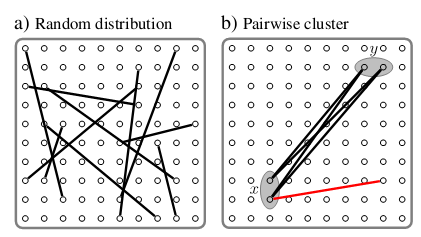 a) Random distribution
b) Pairwise cluster
y
x